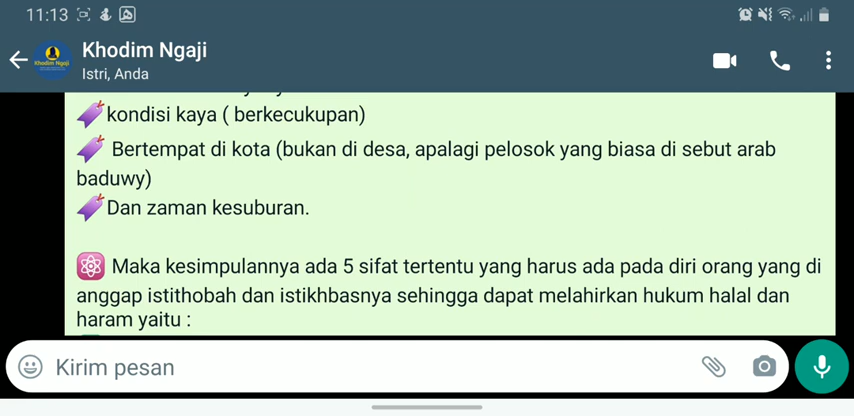 11:13
Khodim Ngaji
Istri, Anda
kondisi kaya ( berkecukupan)
Bertempat di kota (bukan di desa, apalagi pelosok yang biasa di sebut arab
baduwy)
Dan zaman kesuburan.
Maka kesimpulannya ada 5 sifat tertentu yang harus ada pada diri orang yang di
anggap istithobah dan istikhbasnya sehingga dapat melahirkan hukum halal dan
haram yaitu :
Kirim pesan